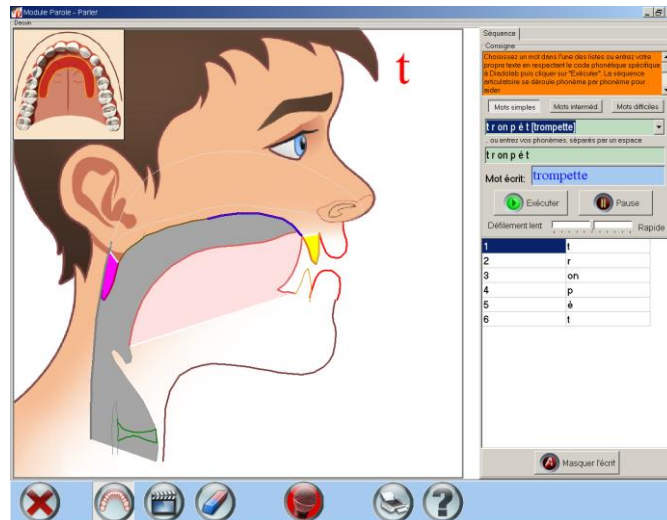 Module Parole - Parler
Dessin
t
Séquence
Consigne
Choisissez un mot dans l'une des listes ou entrez votre
propre texte en respectant le code phonétique spécifique
à Diadolab puis cliquer sur "Exécuter". La séquence
articulatoire se déroule phonème par phonème pour
aider
Mots simples Mots interméd. Mots difficiles
t r on p é t [trompette]
.. ou entrez vos phonèmes, séparés par un espace
t r on p é t
Mot écrit: trompette
Exécuter Pause
Défilement lent Rapide
1 t
2 r
3 on
4 p
5 è
6 t
A Masquer l'écrit
?